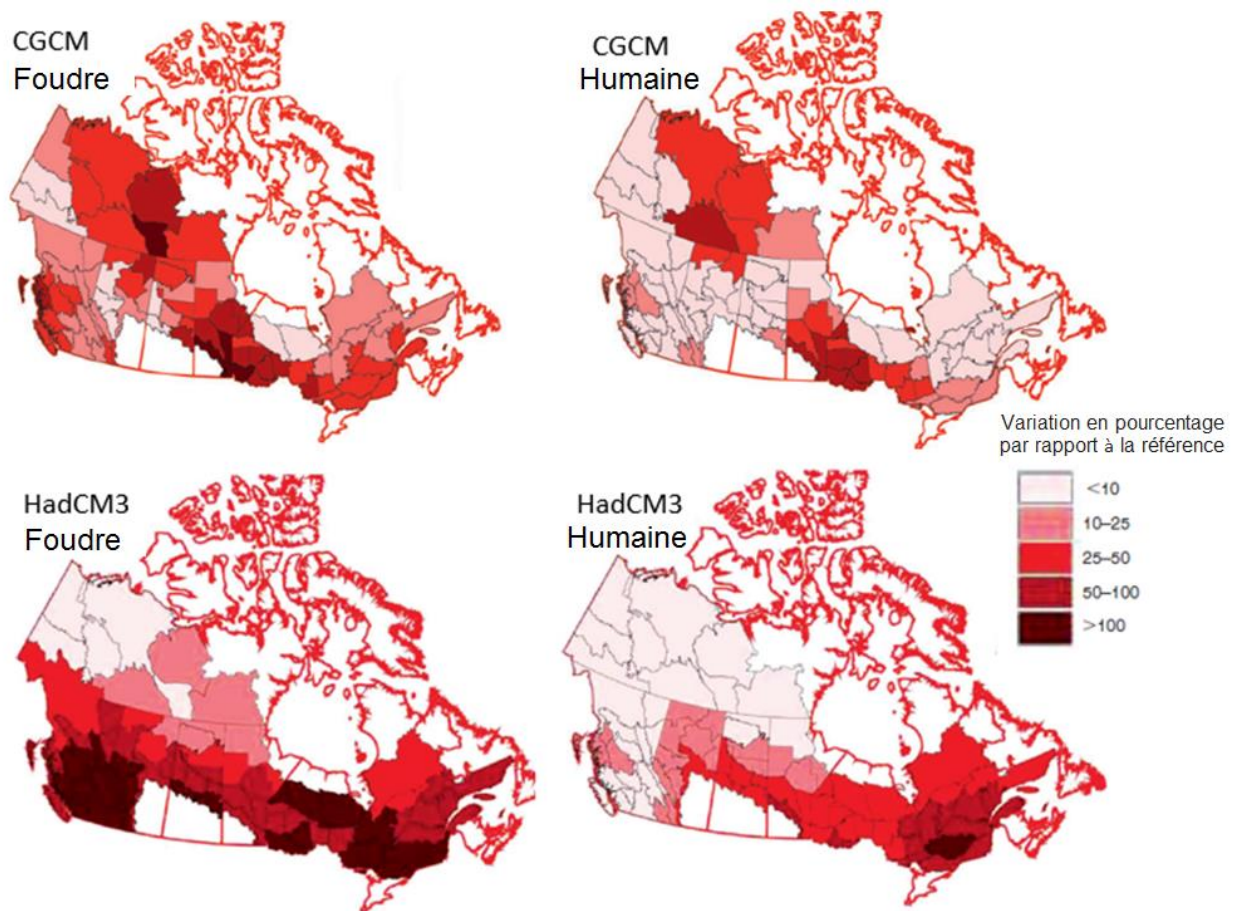 CGCM
Foudre
CGCM
Humaine
Variation en pourcentage
par rapport à la référence
<10
10–25
25–50
50–100
>100
HadCM3
Foudre
HadCM3
Humaine